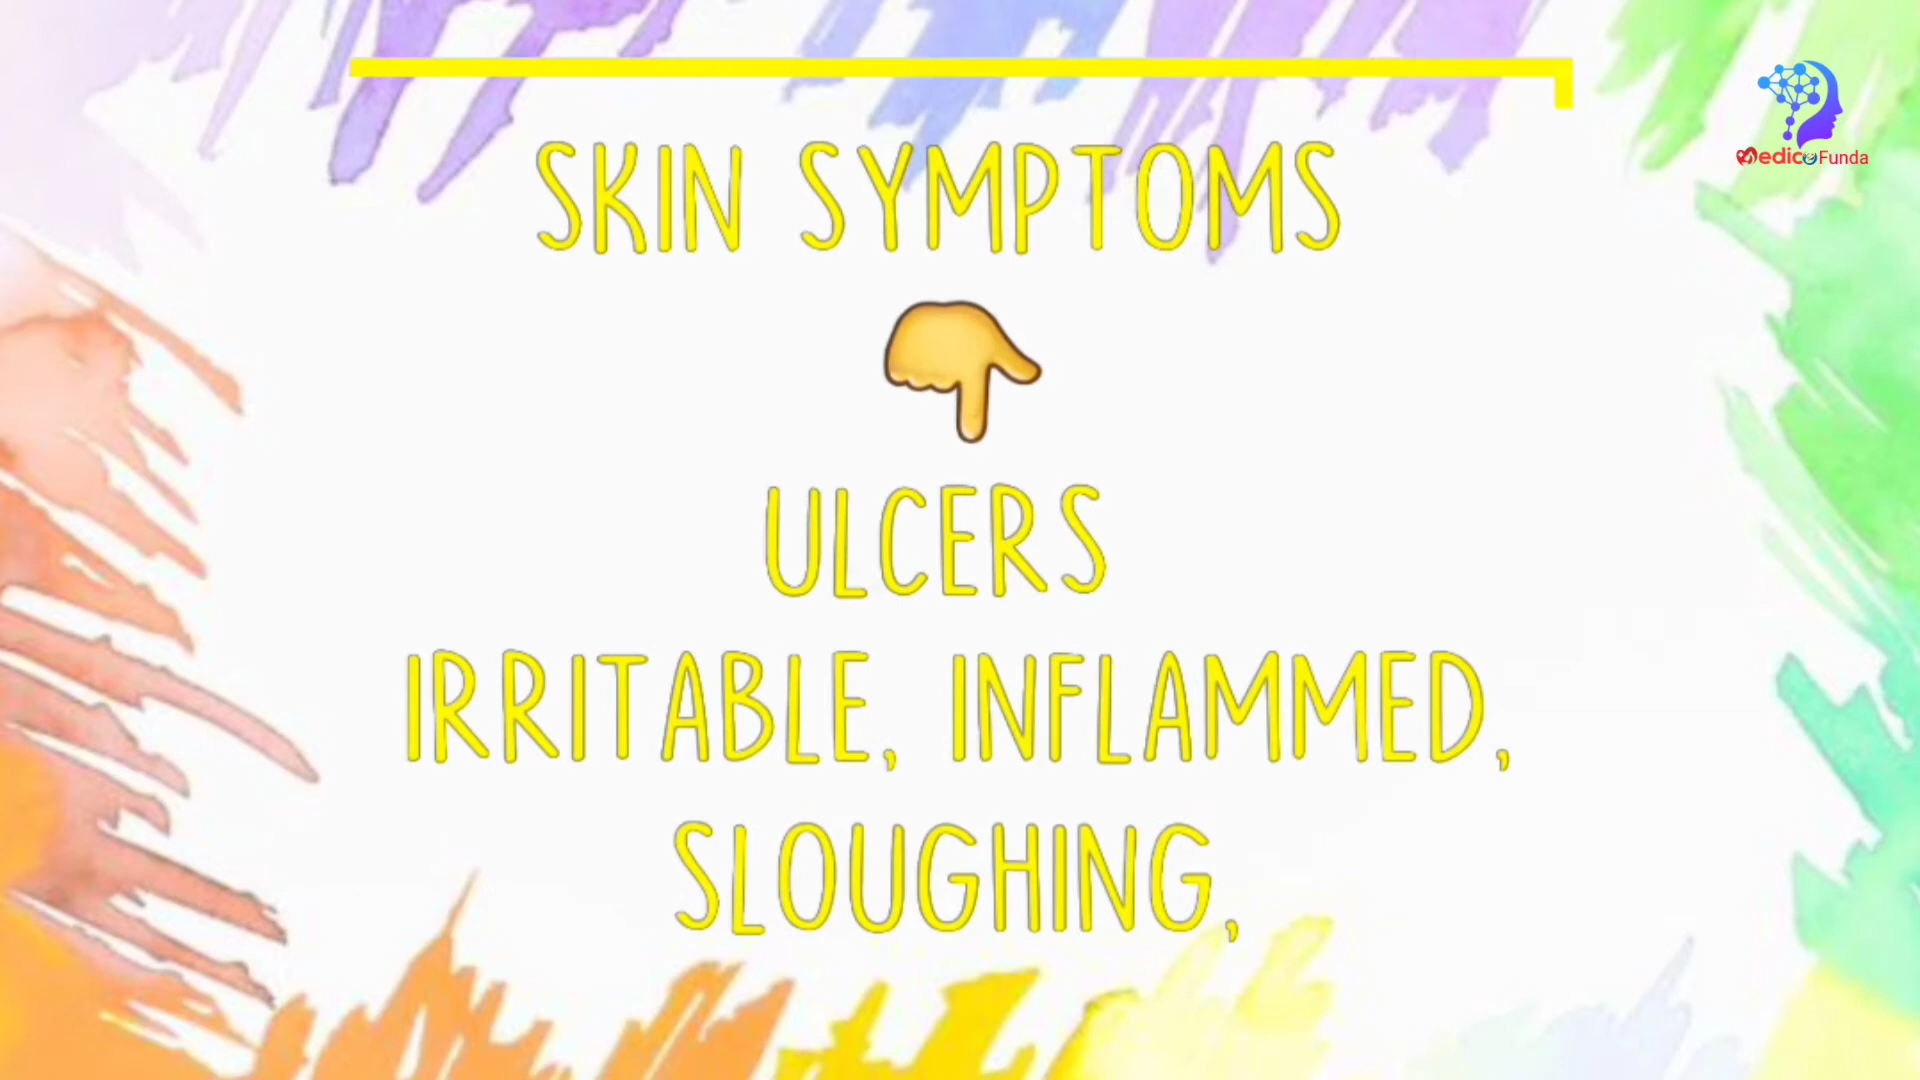 SKIN SYMPTOMS
ULCERS
IRRITABLE, INFLAMMED,
SLOUGHING,
MedicoFunda